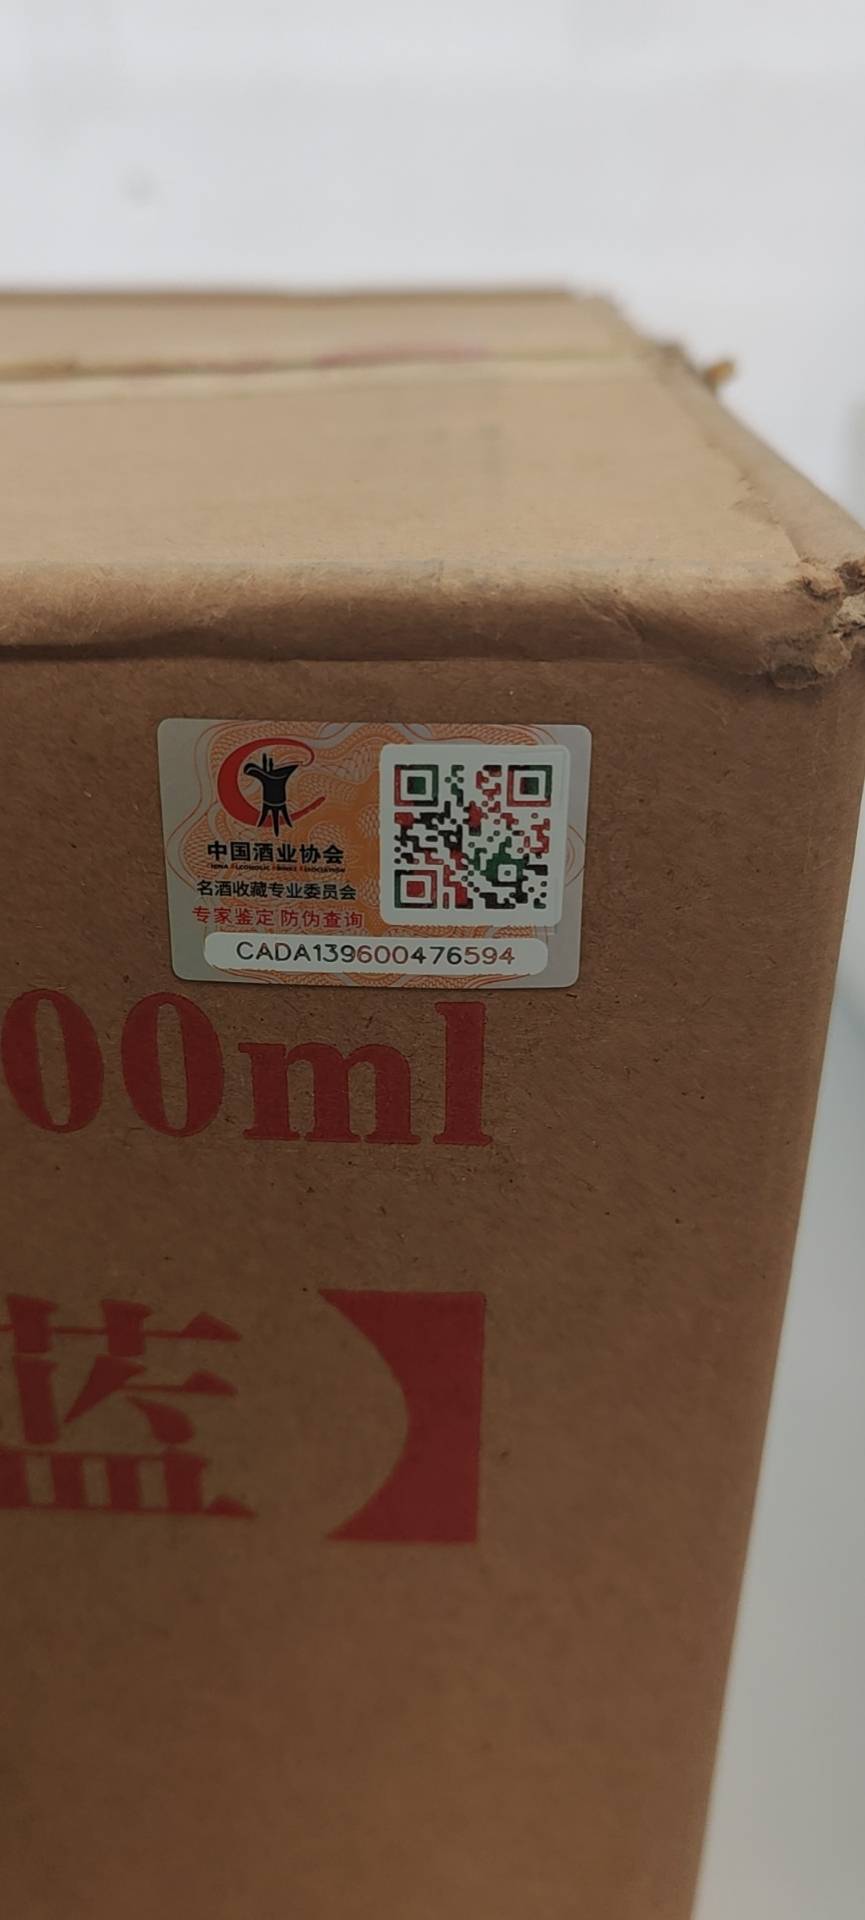 中国酒业协会
名酒收藏专业委员会
专家鉴定 防伪查询
CADA139600476594
00ml
蓝】